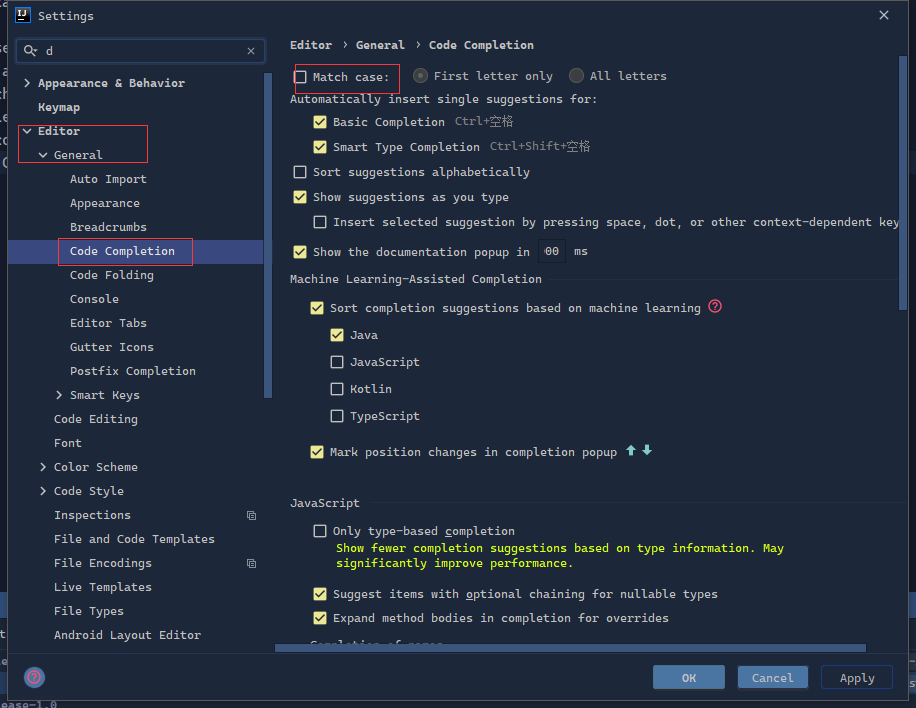 IJ Settings
d
Appearance & Behavior
Keymap
Editor
General
Auto Import
Appearance
Breadcrumbs
Code Completion
Code Folding
Console
Editor Tabs
Gutter Icons
Postfix Completion
Smart Keys
Code Editing
Font
Color Scheme
Code Style
Inspections
File and Code Templates
File Encodings
Live Templates
File Types
Android Layout Editor
Editor › General › Code Completion
Match case: First letter only All letters
Automatically insert single suggestions for:
Basic Completion Ctrl+空格
Smart Type Completion Ctrl+Shift+空格
Sort suggestions alphabetically
Show suggestions as you type
Insert selected suggestion by pressing space, dot, or other context-dependent key
Show the documentation popup in 00 ms
Machine Learning-Assisted Completion
Sort completion suggestions based on machine learning ?
Java
JavaScript
Kotlin
TypeScript
Mark position changes in completion popup
JavaScript
Only type-based completion
Show fewer completion suggestions based on type information. May
significantly improve performance.
Suggest items with optional chaining for nullable types
Expand method bodies in completion for overrides
?
OK Cancel Apply
ease-1.0